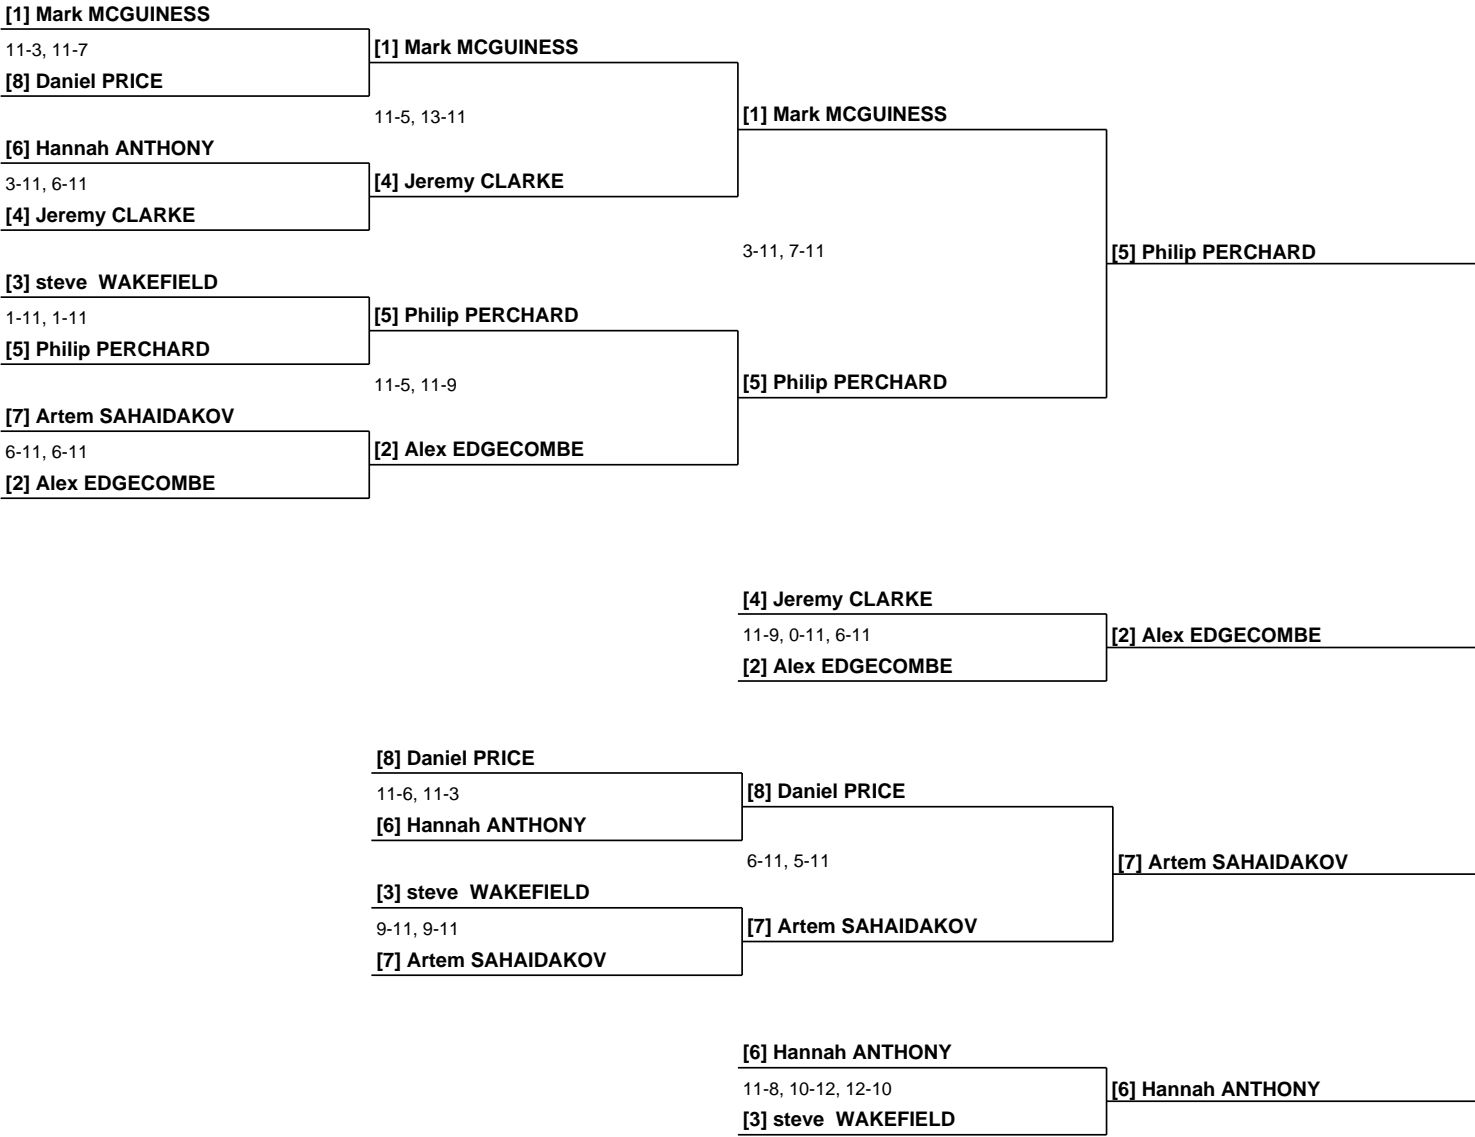 [1] Mark MCGUINESS
11-3, 11-7
[1] Mark MCGUINESS
[8] Daniel PRICE
11-5, 13-11
[1] Mark MCGUINESS
[6] Hannah ANTHONY
3-11, 6-11
[4] Jeremy CLARKE
[4] Jeremy CLARKE
3-11, 7-11
[5] Philip PERCHARD
[3] steve  WAKEFIELD
1-11, 1-11
[5] Philip PERCHARD
[5] Philip PERCHARD
11-5, 11-9
[5] Philip PERCHARD
[7] Artem SAHAIDAKOV
6-11, 6-11
[2] Alex EDGECOMBE
[2] Alex EDGECOMBE
[4] Jeremy CLARKE
11-9, 0-11, 6-11
[2] Alex EDGECOMBE
[2] Alex EDGECOMBE
[8] Daniel PRICE
11-6, 11-3
[8] Daniel PRICE
[6] Hannah ANTHONY
6-11, 5-11
[7] Artem SAHAIDAKOV
[3] steve  WAKEFIELD
9-11, 9-11
[7] Artem SAHAIDAKOV
[7] Artem SAHAIDAKOV
[6] Hannah ANTHONY
11-8, 10-12, 12-10
[6] Hannah ANTHONY
[3] steve  WAKEFIELD